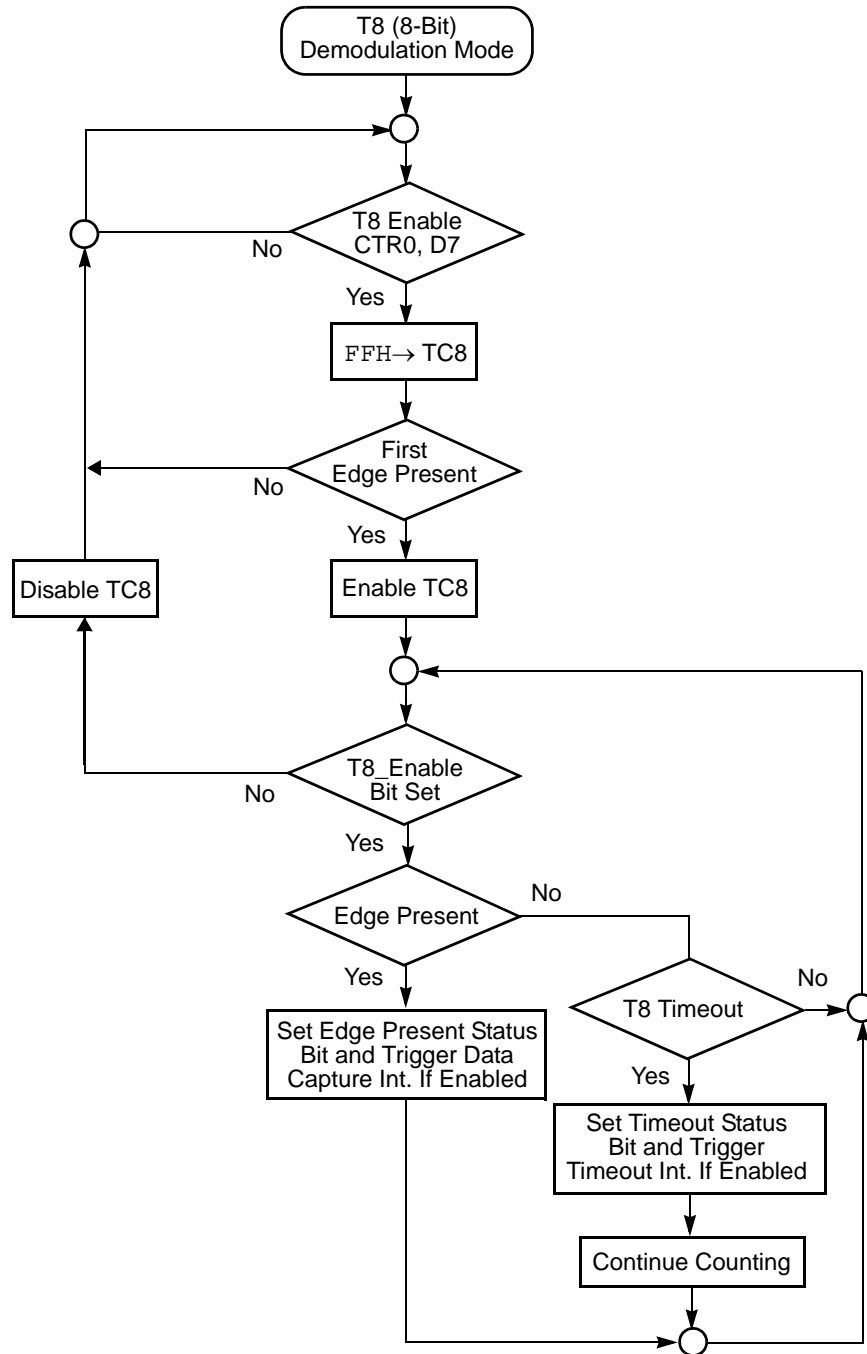 T8 (8-Bit)
Demodulation Mode
T8 Enable
CTR0, D7
No
Yes
FFH→ TC8
First
Edge Present
No
Yes
Disable TC8
Enable TC8
T8_Enable
Bit Set
No
Yes
Edge Present
No
Yes
T8 Timeout
No
Set Edge Present Status
Bit and Trigger Data
Capture Int. If Enabled
Yes
Set Timeout Status
Bit and Trigger
Timeout Int. If Enabled
Continue Counting